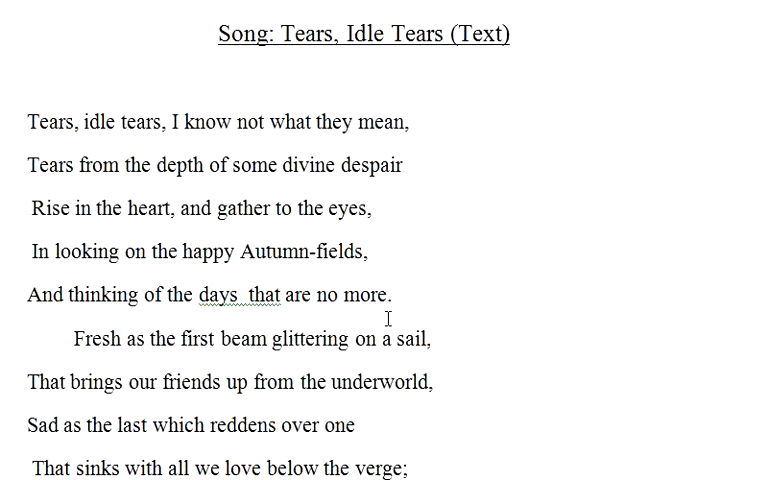 Song: Tears, Idle Tears (Text)
Tears, idle tears, I know not what they mean,
Tears from the depth of some divine despair
Rise in the heart, and gather to the eyes,
In looking on the happy Autumn-fields,
And thinking of the days  that are no more.
Fresh as the first beam glittering on a sail,
That brings our friends up from the underworld,
Sad as the last which reddens over one
That sinks with all we love below the verge;